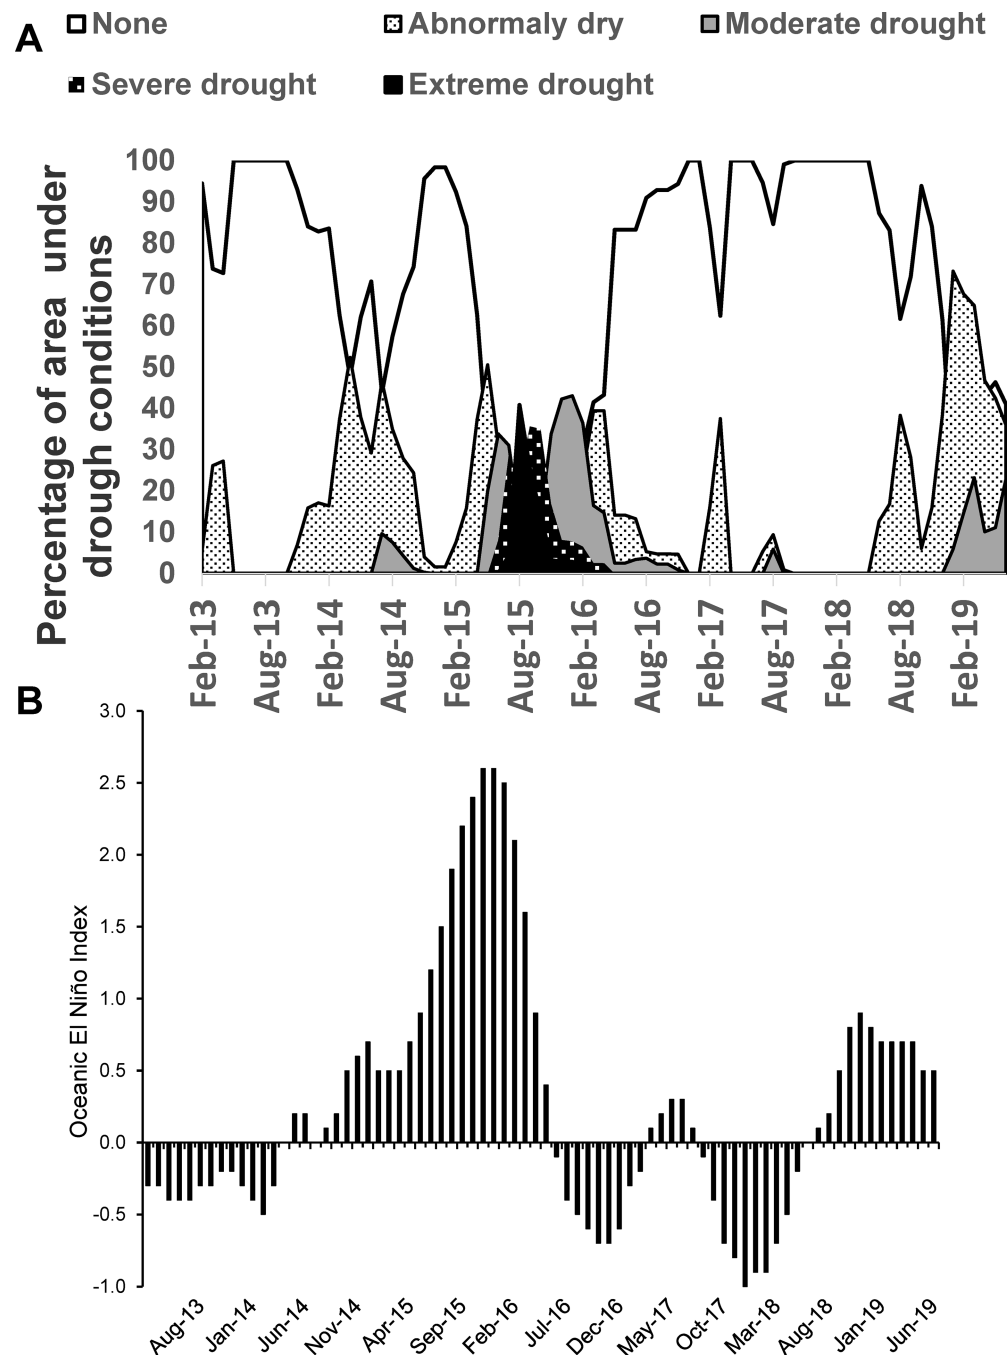 A
None
Abnormaly dry
Moderate drought
Severe drought
Extreme drought
Percentage of area under
drough conditions
100
90
80
70
60
50
40
30
20
10
0
Feb-13
Aug-13
Feb-14
Aug-14
Feb-15
Aug-15
Feb-16
Aug-16
Feb-17
Aug-17
Feb-18
Aug-18
Feb-19
B
Oceanic El Niño Index
3.0
2.5
2.0
1.5
1.0
0.5
0.0
-0.5
-1.0
Aug-13
Jan-14
Jun-14
Nov-14
Apr-15
Sep-15
Feb-16
Jul-16
Dec-16
May-17
Oct-17
Mar-18
Aug-18
Jan-19
Jun-19